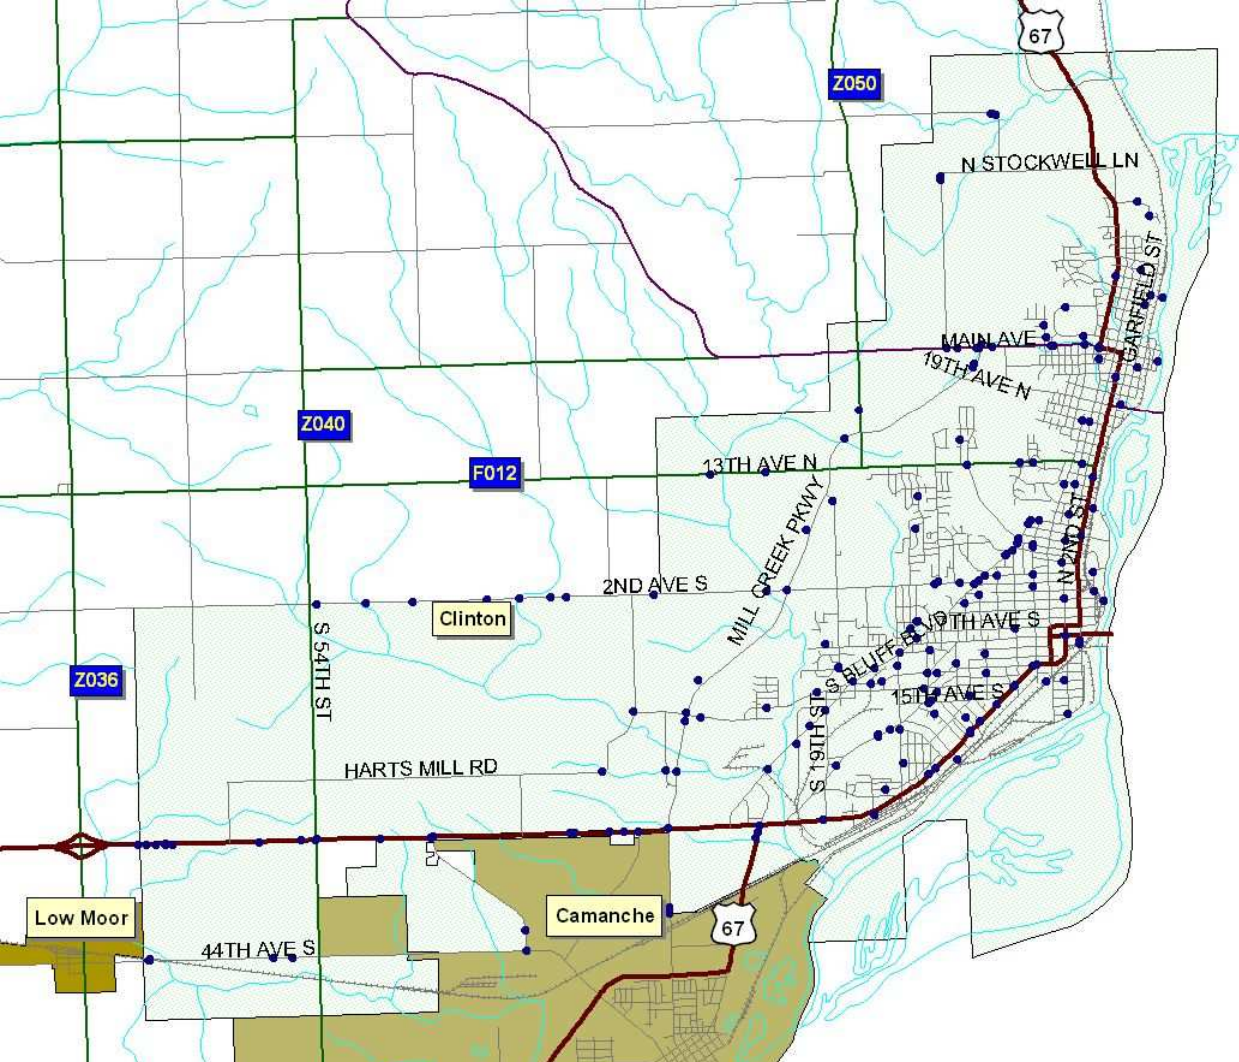 67
Z050
N STOCKWELL LN
GARFIELD ST
MAIN AVE
19TH AVE N
Z040
F012
13TH AVE N
MILL CREEK PKWY
N 2ND ST
2ND AVE S
Clinton
7TH AVE S
S BLUFF BLVD
S 54TH ST
Z036
15TH AVE S
S 19TH ST
HARTS MILL RD
Low Moor
Camanche
67
44TH AVE S